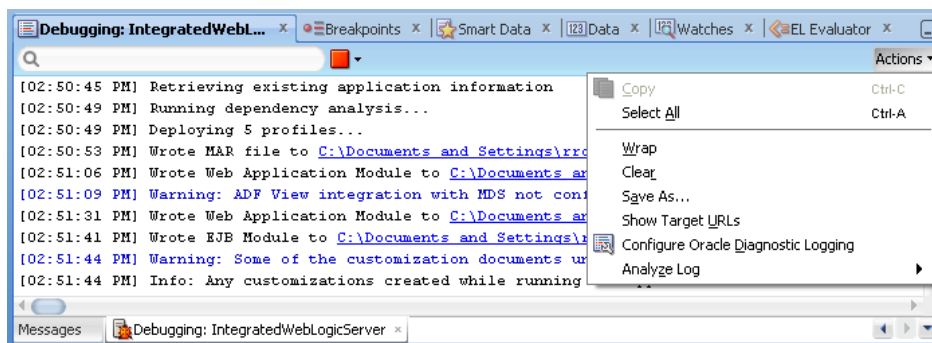 Debugging: IntegratedWebL... x Breakpoints x Smart Data x 123 Data x Watches x EL Evaluator x
Actions
[02:50:45 PM] Retrieving existing application information
[02:50:49 PM] Running dependency analysis...
[02:50:49 PM] Deploying 5 profiles...
[02:50:53 PM] Wrote MAR file to C:\Documents and Settings\
[02:51:06 PM] Wrote Web Application Module to C:\Documents
[02:51:09 PM] Warning: ADF View integration with MDS not
[02:51:31 PM] Wrote Web Application Module to C:\Documents
[02:51:41 PM] Wrote EJB Module to C:\Documents and Settings\
[02:51:44 PM] Warning: Some of the customization documents
[02:51:44 PM] Info: Any customizations created while running
Copy Ctrl-C
Select All Ctrl-A
Wrap
Clear
Save As...
Show Target URLs
Configure Oracle Diagnostic Logging
Analyze Log
Messages Debugging: IntegratedWebLogicServer ×